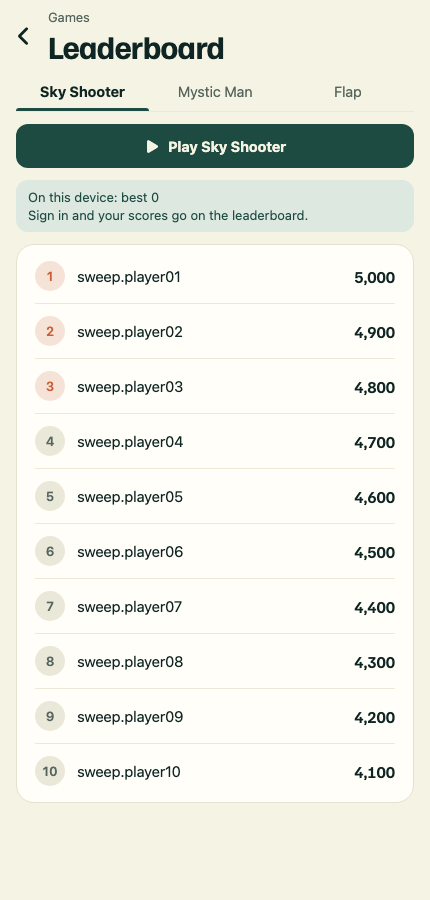 Games
Leaderboard
Sky Shooter Mystic Man Flap
Play Sky Shooter
On this device: best 0
Sign in and your scores go on the leaderboard.
1 sweep.player01 5,000
2 sweep.player02 4,900
3 sweep.player03 4,800
4 sweep.player04 4,700
5 sweep.player05 4,600
6 sweep.player06 4,500
7 sweep.player07 4,400
8 sweep.player08 4,300
9 sweep.player09 4,200
10 sweep.player10 4,100